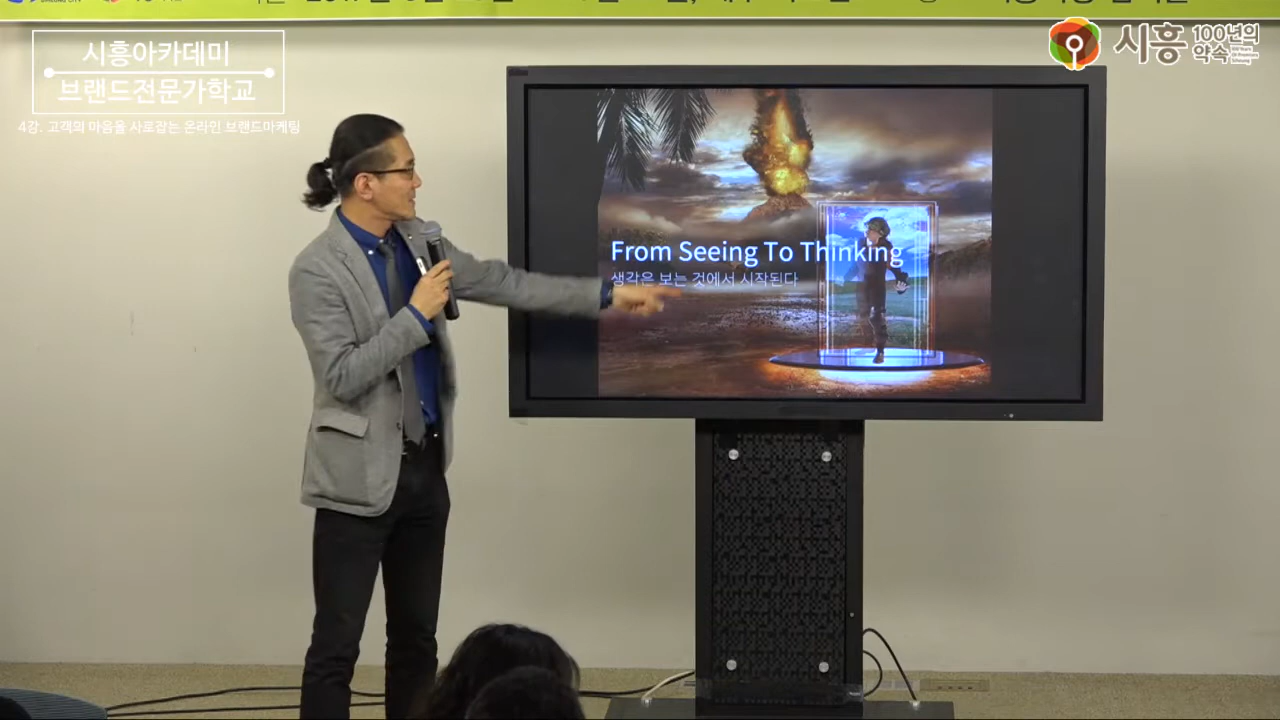 시흥아카데미
브랜드전문가학교
4강. 고객의 마음을 사로잡는 온라인 브랜드마케팅
시흥 100년의
약속
From Seeing To Thinking
생각은 보는 것에서 시작된다